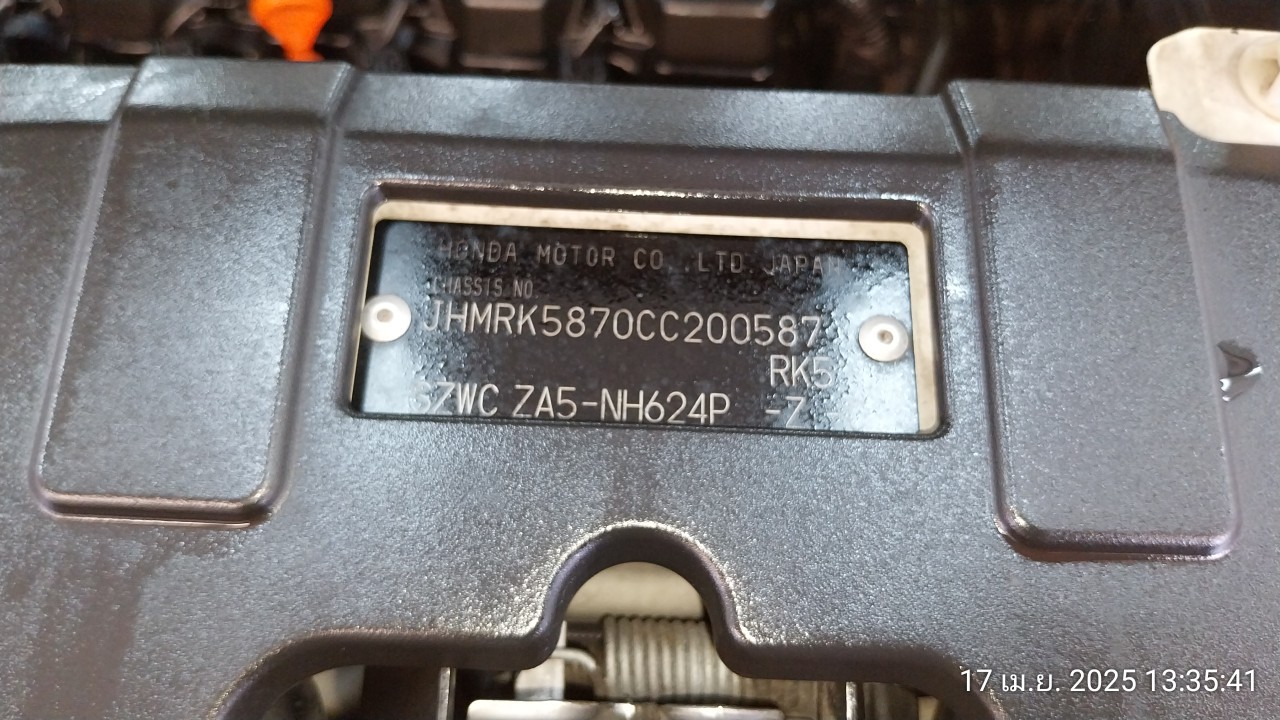 HONDA MOTOR CO.,LTD.JAPAN
CHASSIS NO
JHMRK5870CC200587
RK5
ZA5-NH624P -Z -
17 เม.ย. 2025 13:35:41